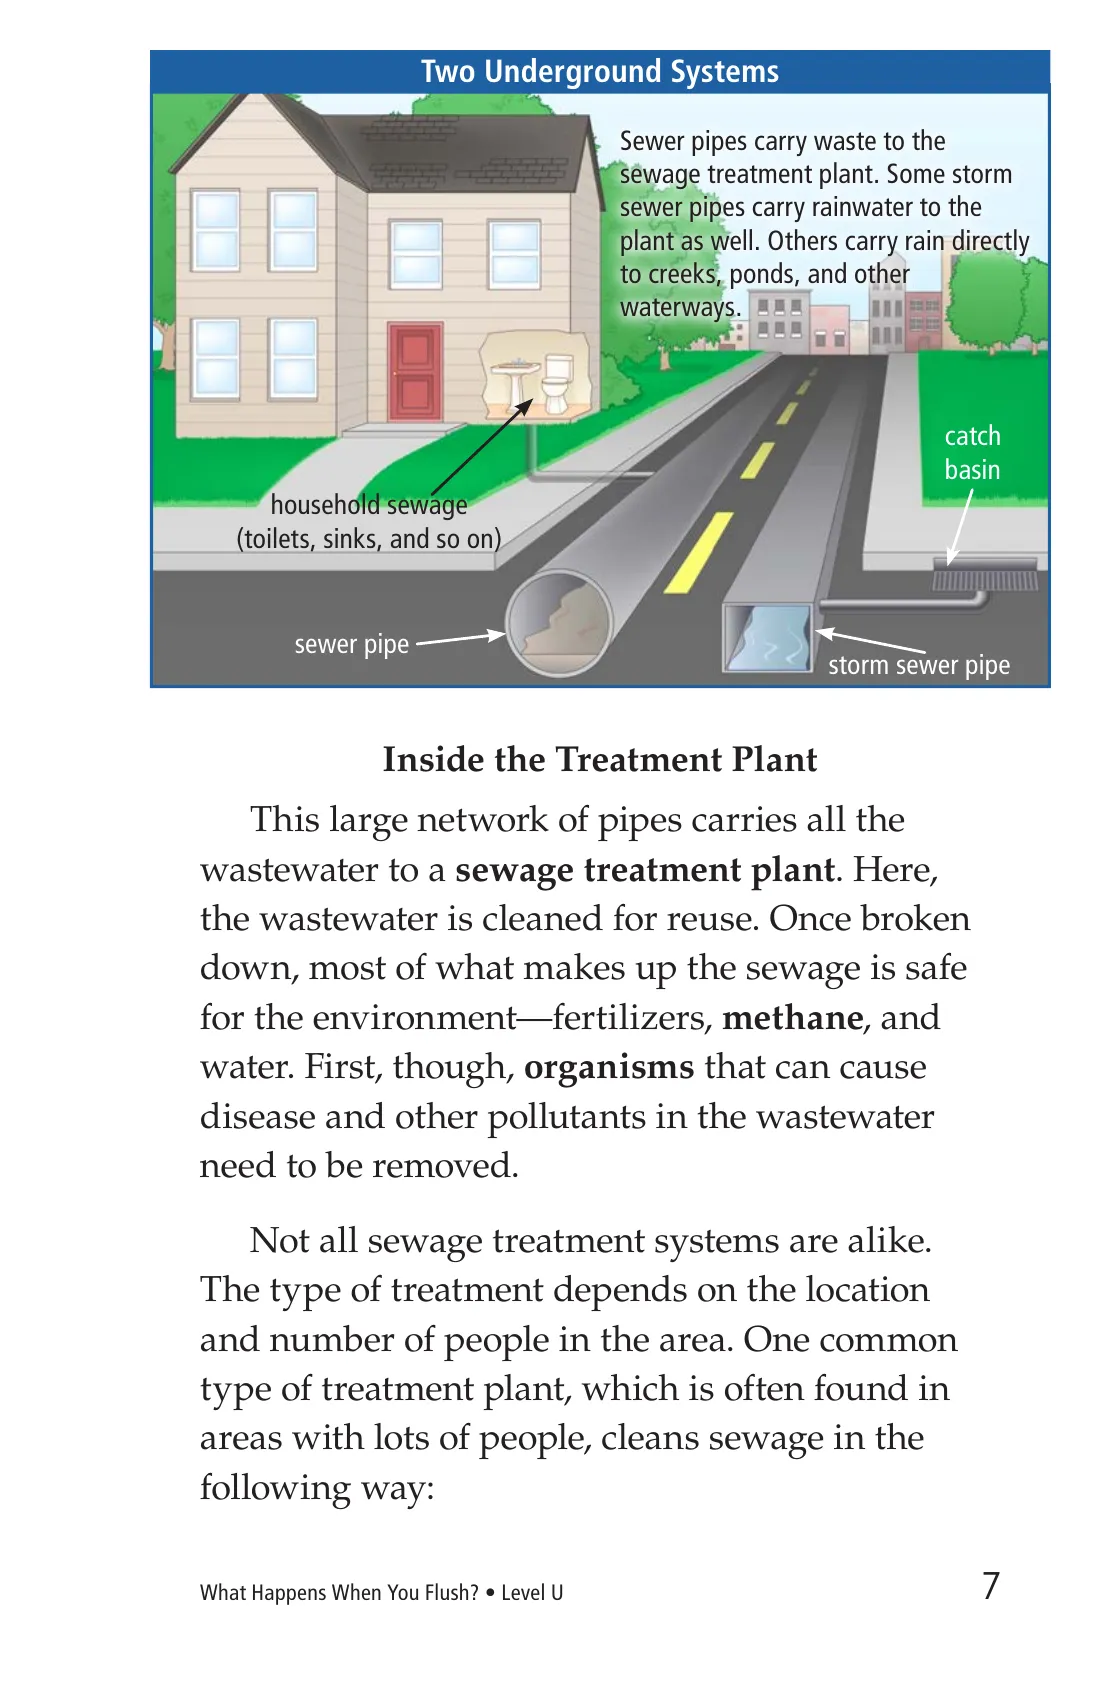 Two Underground Systems
Sewer pipes carry waste to the
sewage treatment plant. Some storm
sewer pipes carry rainwater to the
plant as well. Others carry rain directly
to creeks, ponds, and other
waterways.
catch
basin
household sewage
(toilets, sinks, and so on)
sewer pipe
storm sewer pipe
Inside the Treatment Plant
This large network of pipes carries all the
wastewater to a sewage treatment plant. Here,
the wastewater is cleaned for reuse. Once broken
down, most of what makes up the sewage is safe
for the environment—fertilizers, methane, and
water. First, though, organisms that can cause
disease and other pollutants in the wastewater
need to be removed.
Not all sewage treatment systems are alike.
The type of treatment depends on the location
and number of people in the area. One common
type of treatment plant, which is often found in
areas with lots of people, cleans sewage in the
following way:
What Happens When You Flush? • Level U
7